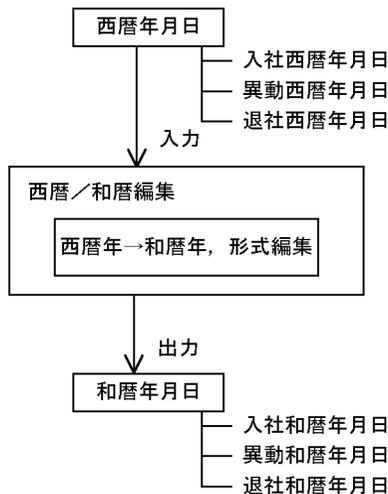 西暦年月日
入社西暦年月日
異動西暦年月日
退社西暦年月日
入力
西暦／和暦編集
西暦年→和暦年，形式編集
出力
和暦年月日
入社和暦年月日
異動和暦年月日
退社和暦年月日